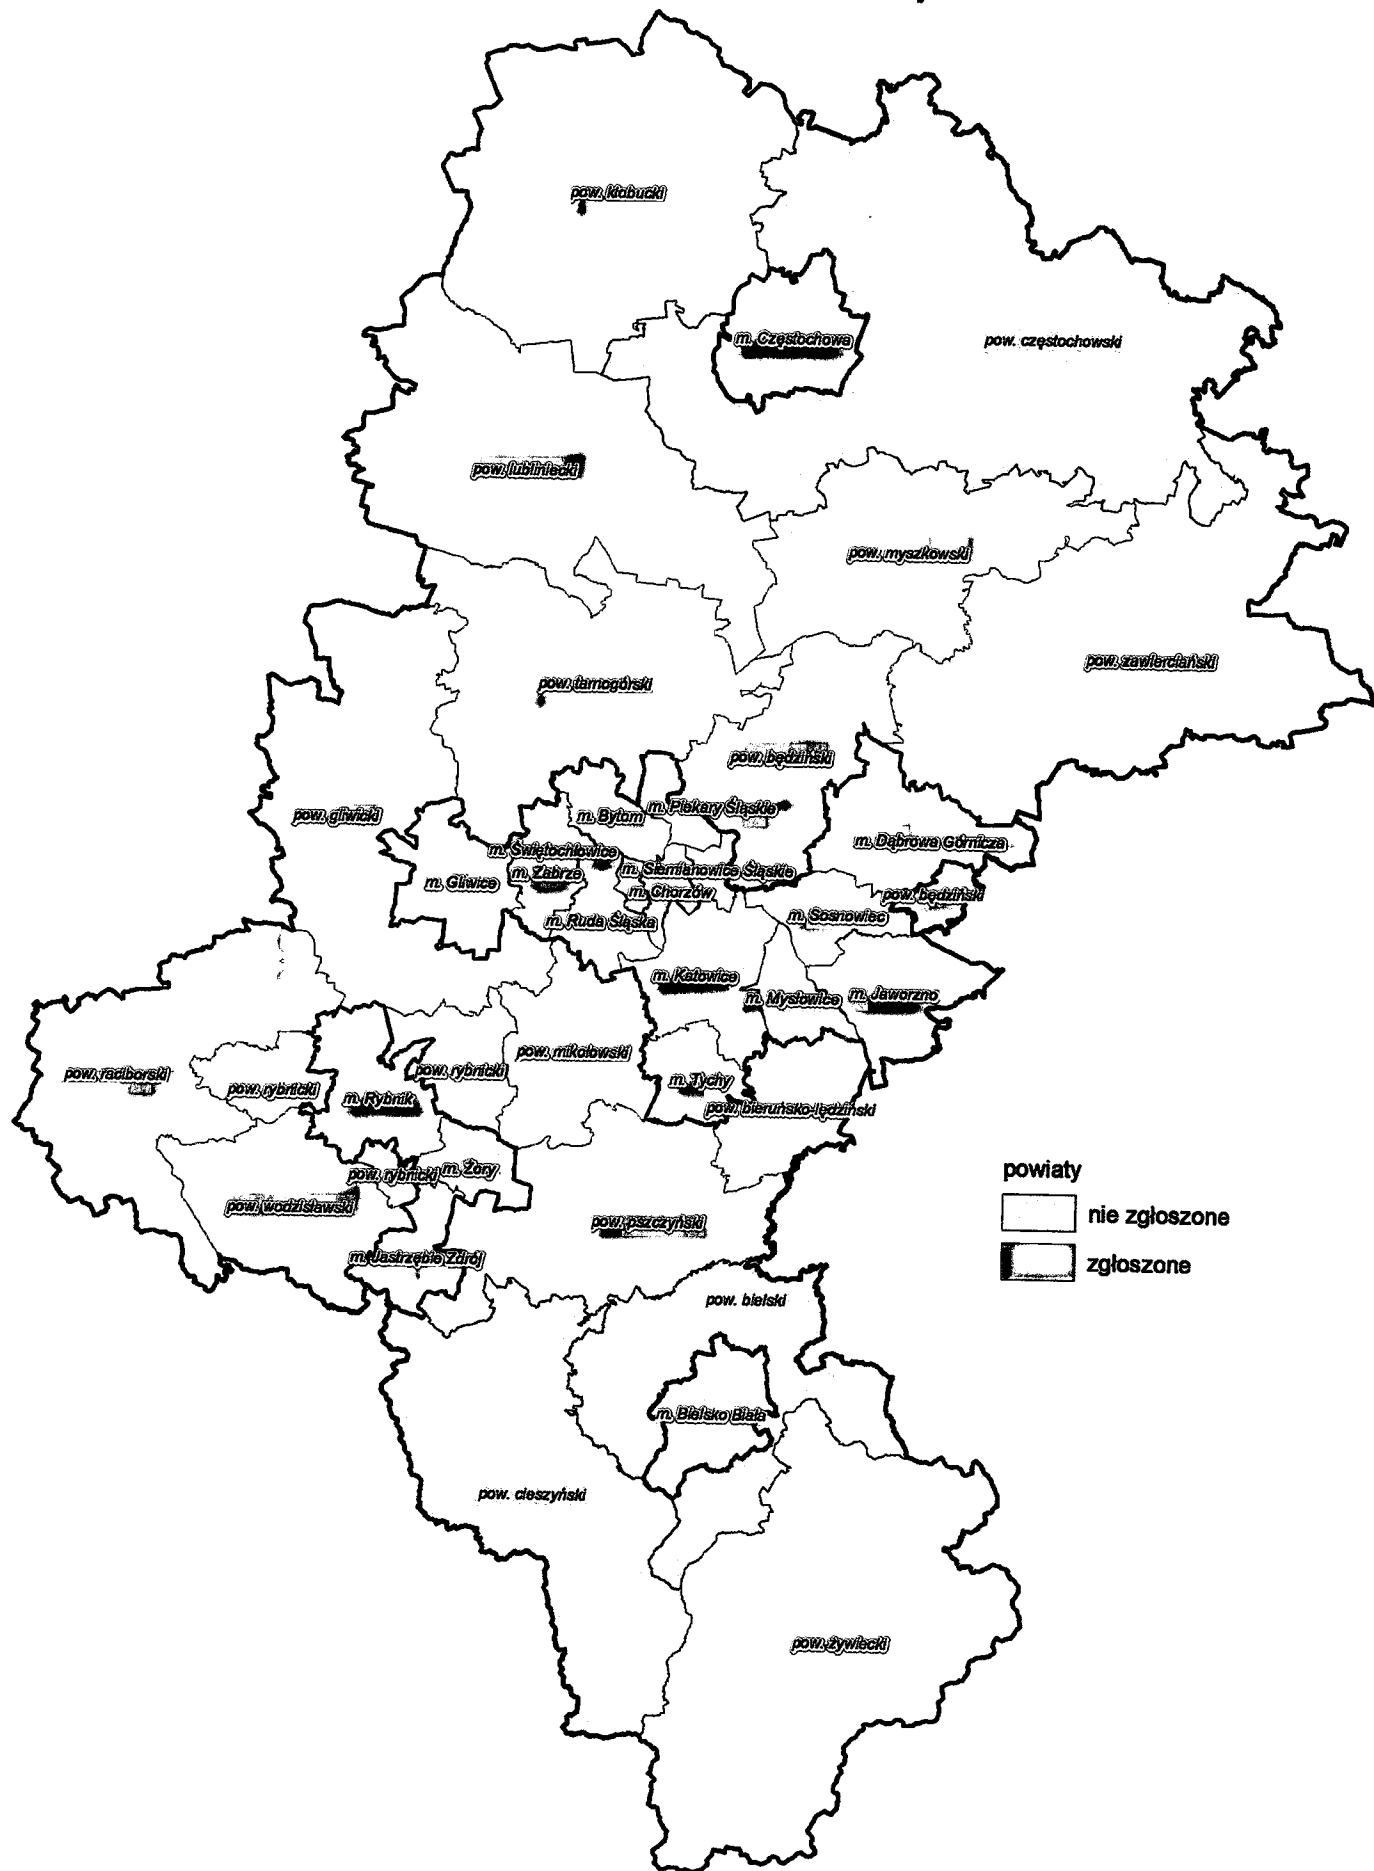 pow. kłobucki
m. Częstochowa
pow. częstochowski
pow. lubliniecki
pow. myszkowski
pow. zawierciański
pow. tarnogórski
pow. będziński
pow. gliwicki
m. Bytom
m. Piekary Śląskie
m. Dąbrowa Górnicza
m. Świętochłowice
m. Siemianowice Śląskie
m. Gliwice
m. Zabrze
m. Chorzów
pow. będziński
m. Ruda Śląska
m. Sosnowiec
m. Katowice
m. Mysłowice
m. Jaworzno
pow. mikołowski
pow. raciborski
pow. rybnicki
pow. rybnicki
m. Tychy
m. Rybnik
pow. bieruńsko-lędziński
pow. rybnicki
m. Żory
pow. wodzisławski
pow. pszczyński
m. Jastrzębie Zdrój
powiaty
nie zgłoszone
zgłoszone
pow. bielski
m. Bielsko Biała
pow. cieszyński
pow. żywiecki